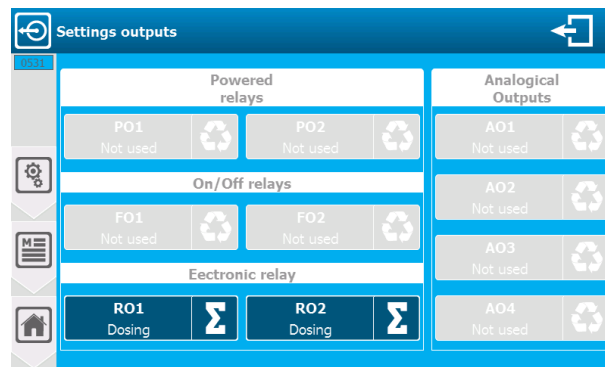 Settings outputs
0531
Powered
relays
Analogical
Outputs
PO1
Not used
PO2
Not used
AO1
Not used
On/Off relays
AO2
Not used
FO1
Not used
FO2
Not used
AO3
Not used
Eectronic relay
RO1
Dosing
Σ
RO2
Dosing
Σ
AO4
Not used
M